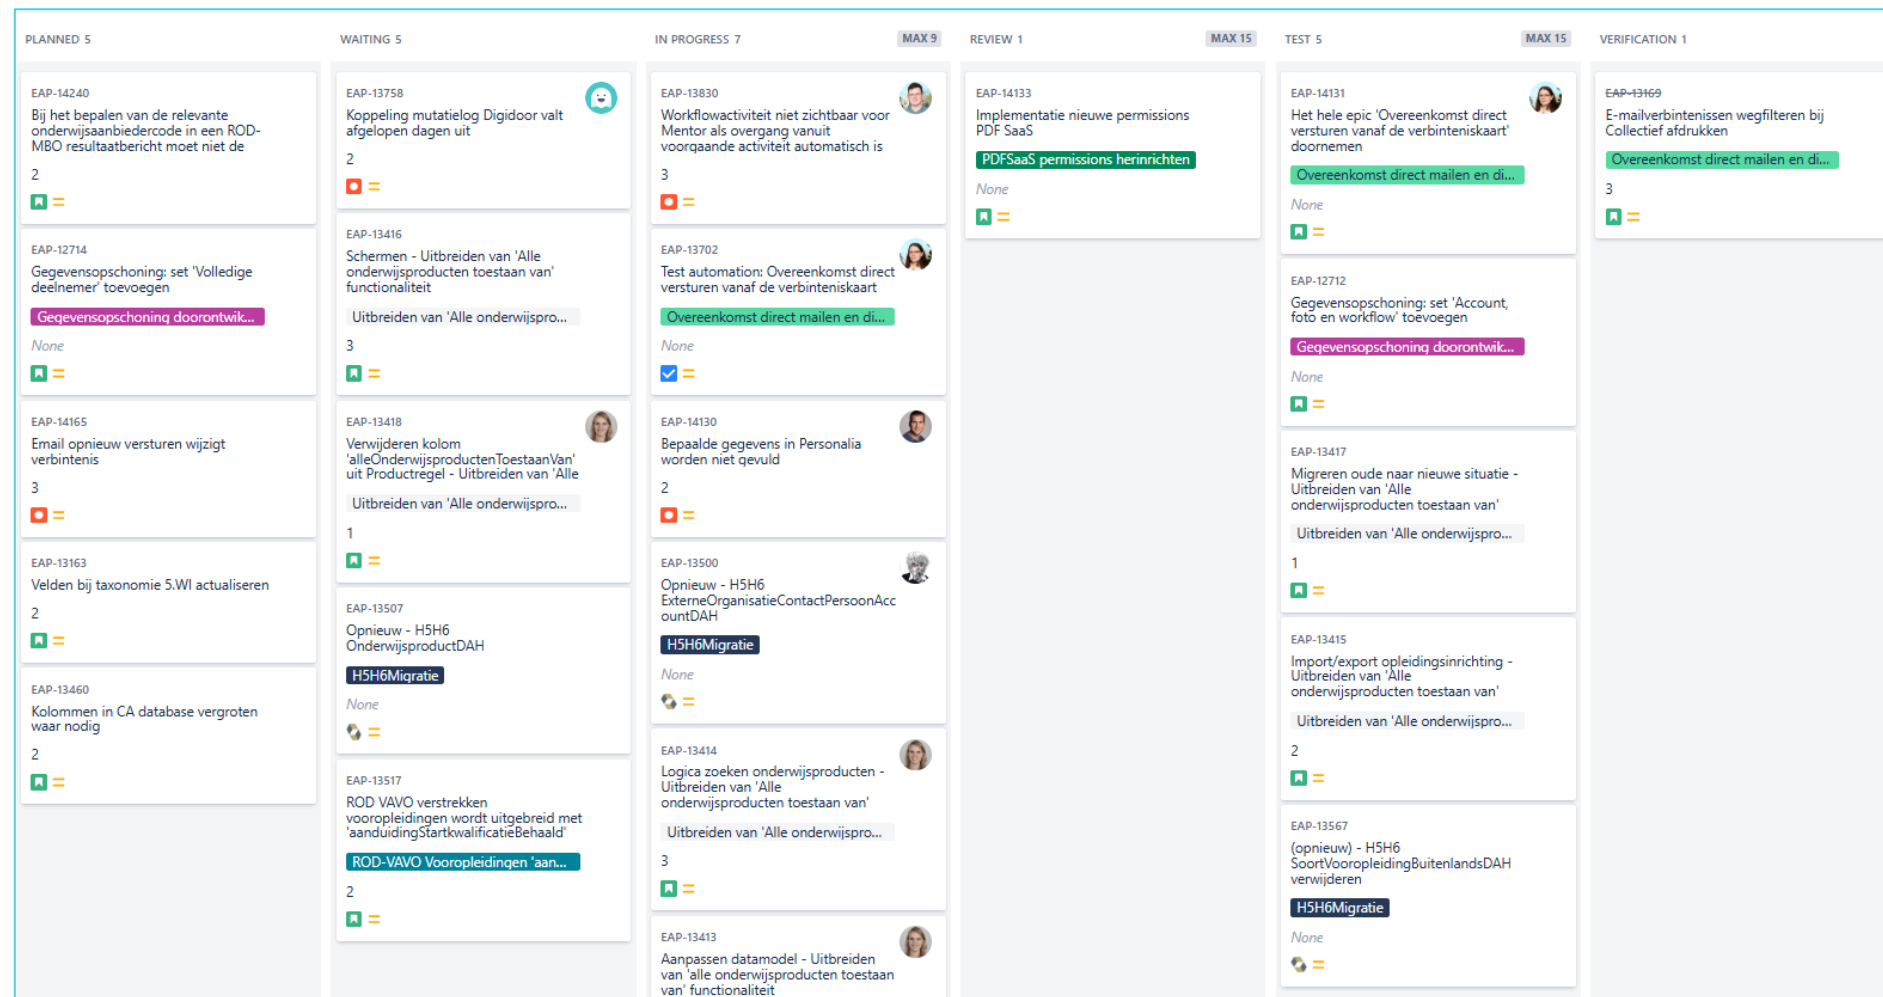 PLANNED 5
EAP-14240
Bij het bepalen van de relevante
onderwijsaanbiedercode in een ROD-
MBO resultaatbericht moet niet de
2
EAP-12714
Gegevensopschoning: set 'Volledige
deelnemer' toevoegen
Gegevensopschoning doorontwik...
None
EAP-14165
Email opnieuw versturen wijzigt
verbintenis
3
EAP-13163
Velden bij taxonomie 5.WI actualiseren
2
EAP-13460
Kolommen in CA database vergroten
waar nodig
2
WAITING 5
EAP-13758
Koppeling mutatielog Digidoor valt
afgelopen dagen uit
2
EAP-13416
Schermen - Uitbreiden van 'Alle
onderwijsproducten toestaan van'
functionaliteit
Uitbreiden van 'Alle onderwijspro...
3
EAP-13418
Verwijderen kolom
'alleOnderwijsproductenToestaanVan'
uit Productregel - Uitbreiden van 'Alle
Uitbreiden van 'Alle onderwijspro...
1
EAP-13507
Opnieuw - H5H6
OnderwijsproductDAH
H5H6Migratie
None
EAP-13517
ROD VAVO verstrekken
vooropleidingen wordt uitgebreid met
'aanduidingStartkwalificatieBehaald'
ROD-VAVO Vooropleidingen 'aan...
2
IN PROGRESS 7
MAX 9
EAP-13830
Workflowactiviteit niet zichtbaar voor
Mentor als overgang vanuit
voorgaande activiteit automatisch is
3
EAP-13702
Test automation: Overeenkomst direct
versturen vanaf de verbinteniskaart
Overeenkomst direct mailen en di...
None
EAP-14130
Bepaalde gegevens in Personalia
worden niet gevuld
2
EAP-13500
Opnieuw - H5H6
ExterneOrganisatieContactPersoonAcc
ountDAH
H5H6Migratie
None
EAP-13414
Logica zoeken onderwijsproducten -
Uitbreiden van 'Alle
onderwijsproducten toestaan van'
Uitbreiden van 'Alle onderwijspro...
3
EAP-13413
Aanpassen datamodel - Uitbreiden
van 'alle onderwijsproducten toestaan
van' functionaliteit
REVIEW 1
MAX 15
EAP-14133
Implementatie nieuwe permissions
PDF SaaS
PDFSaaS permissions herinrichten
None
TEST 5
MAX 15
EAP-14131
Het hele epic 'Overeenkomst direct
versturen vanaf de verbinteniskaart'
doornemen
Overeenkomst direct mailen en di...
None
EAP-12712
Gegevensopschoning: set 'Account,
foto en workflow' toevoegen
Gegevensopschoning doorontwik...
None
EAP-13417
Migreren oude naar nieuwe situatie -
Uitbreiden van 'Alle
onderwijsproducten toestaan van'
Uitbreiden van 'Alle onderwijspro...
1
EAP-13415
Import/export opleidingsinrichting -
Uitbreiden van 'Alle
onderwijsproducten toestaan van'
Uitbreiden van 'Alle onderwijspro...
2
EAP-13567
(opnieuw) - H5H6
SoortVooropleidingBuitenlandsDAH
verwijderen
H5H6Migratie
None
VERIFICATION 1
EAP-13169
E-mailverbintenissen wegfilteren bij
Collectief afdrukken
Overeenkomst direct mailen en di...
3